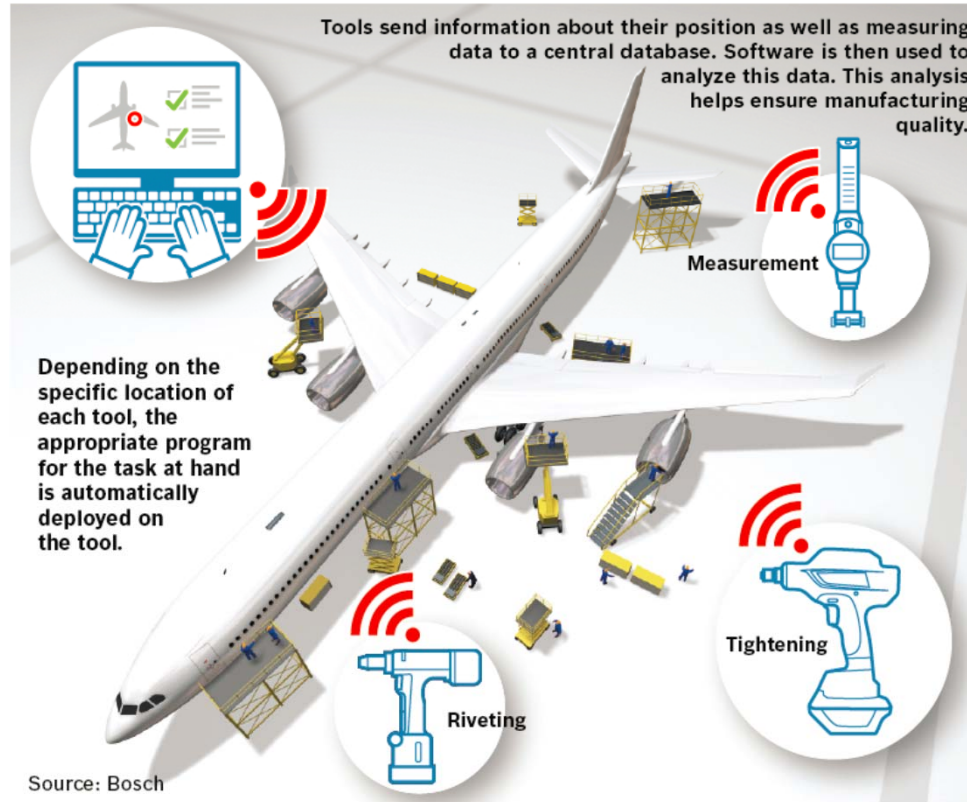 Tools send information about their position as well as measuring
data to a central database. Software is then used to
analyze this data. This analysis
helps ensure manufacturing
quality.
Measurement
Depending on the
specific location of
each tool, the
appropriate program
for the task at hand
is automatically
deployed on
the tool.
Tightening
Riveting
Source: Bosch